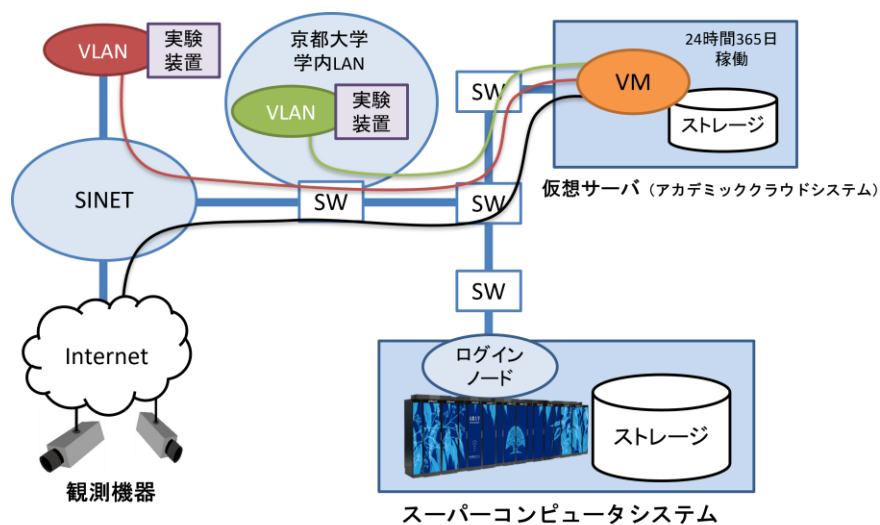 VLAN
実験
装置
京都大学
学内LAN
VLAN
実験
装置
SW
24時間365日
稼働
VM
ストレージ
仮想サーバ（アカデミッククラウドシステム）
SINET
SW
SW
SW
Internet
ログイン
ノード
ストレージ
観測機器
スーパーコンピュータシステム